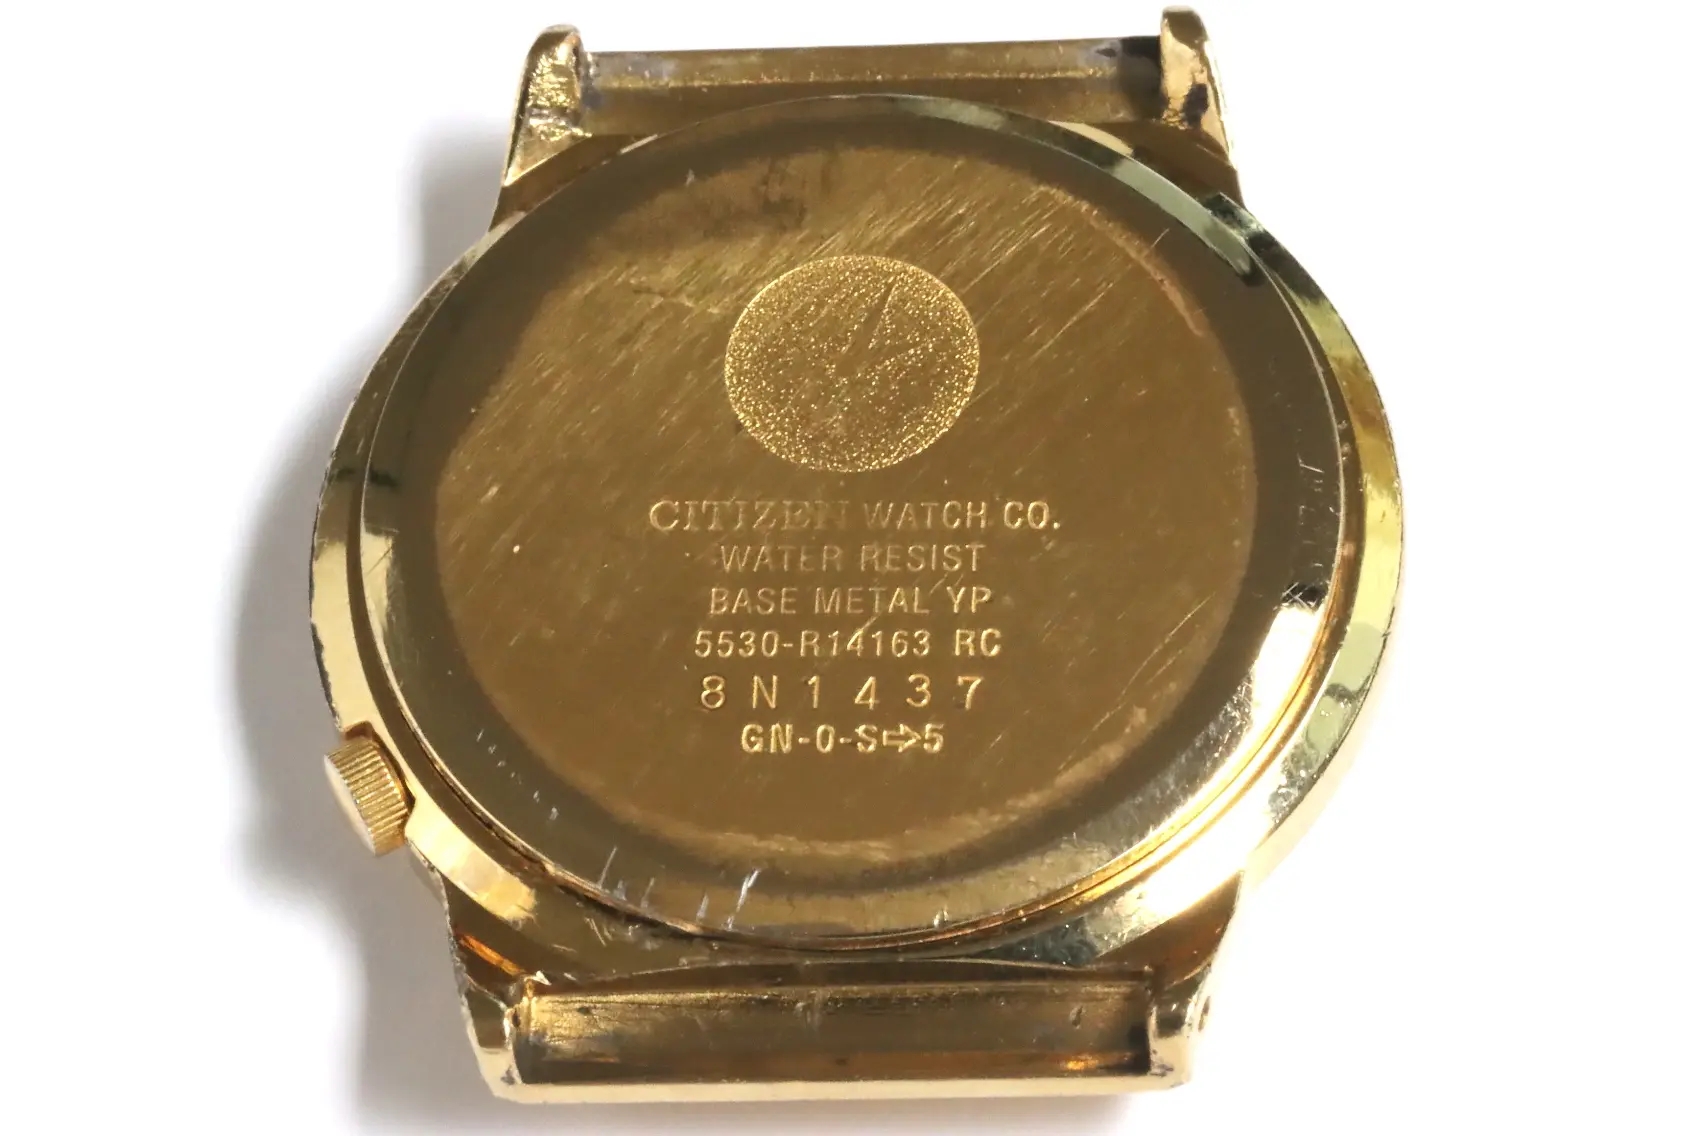 CITIZEN WATCH CO.
WATER RESIST
BASE METAL YP
5530-R14163 RC
8N1437
GN-0-S⇨5